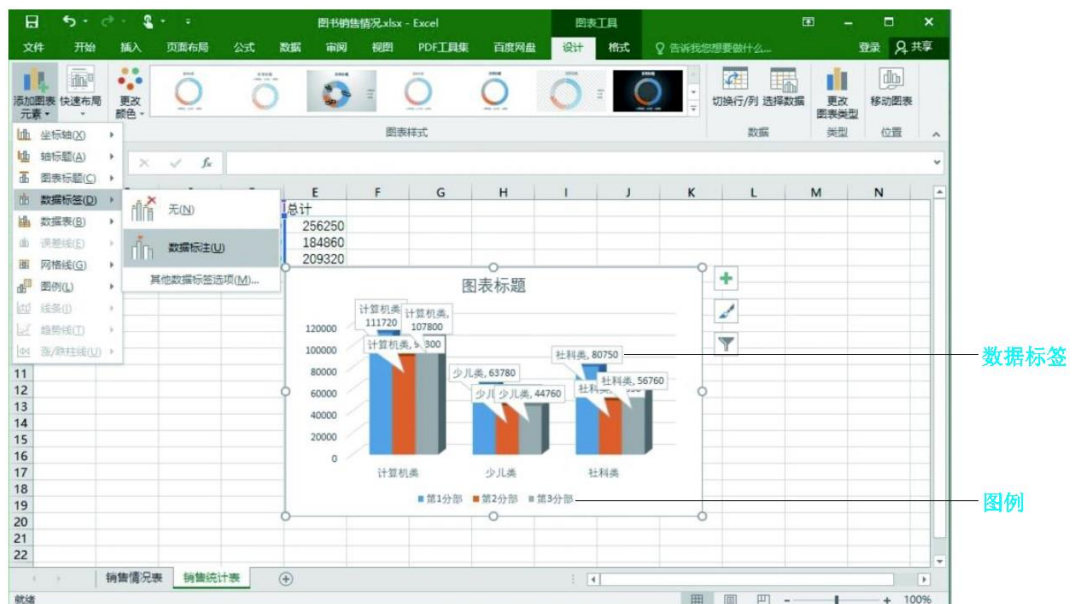 图书销售情况.xlsx - Excel
图表工具
文件 开始 插入 页面布局 公式 数据 审阅 视图 PDF工具集 百度网盘 设计 格式 告诉我您想要做什么... 登录 共享
添加图表元素 快速布局 更改颜色 切换行/列 选择数据 更改图表类型 移动图表
图表样式 数据 类型 位置
坐标轴(X)
轴标题(A)
图表标题(C)
数据标签(D)
数据表(B)
误差线(E)
网格线(G)
图例(L)
线条(I)
趋势线(T)
涨/跌柱线(U)
无(N)
数据标注(U)
其他数据标签选项(M)...
fx
E F G H I J K L M N
总计
256250
184860
209320
图表标题
计算机类
111720
计算机类,
107800
少儿类, 63780
少儿类, 44760
社科类, 80750
社科类, 56760
120000
100000
80000
60000
40000
20000
0
计算机类 少儿类 社科类
第1分部 第2分部 第3分部
11
12
13
14
15
16
17
18
19
20
21
22
数据标签
图例
销售情况表 销售统计表
就绪
100%